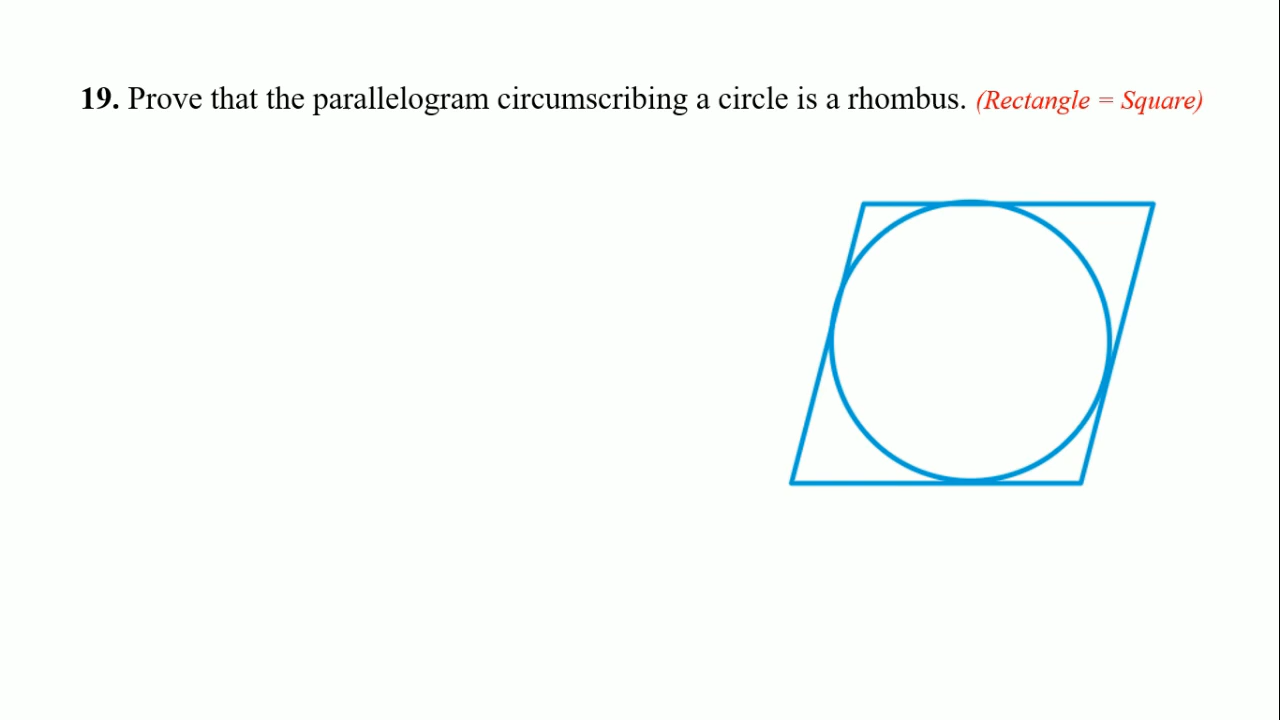 19. Prove that the parallelogram circumscribing a circle is a rhombus. (Rectangle = Square)